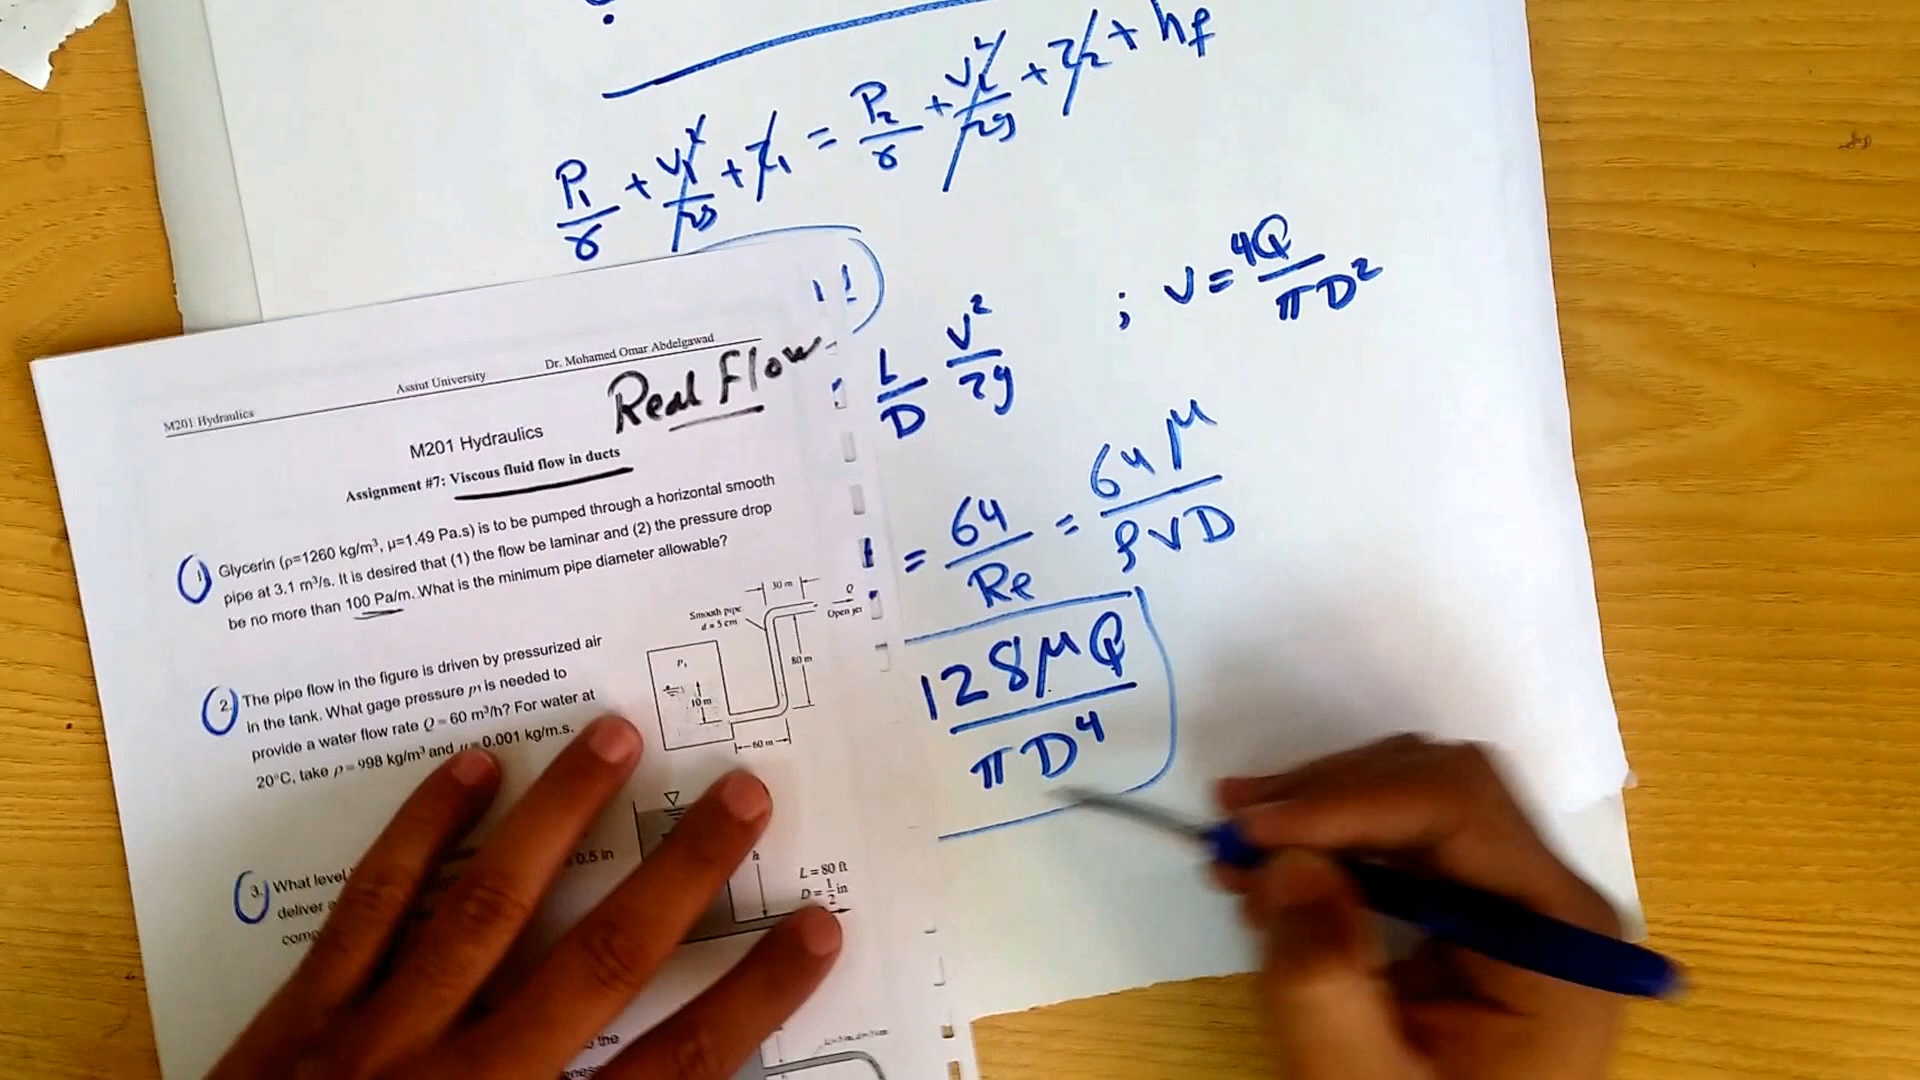 P₁/γ + V₁²/2g + z₁ = P₂/γ + V₂²/2g + z₂ + hf
L/D V²/2g ; V = 4Q/πD²
= 64/Re = 64μ/ρVD
128μQ/πD⁴
M201 Hydraulics Assiut University Dr. Mohamed Omar Abdelgawad
Real Flow
M201 Hydraulics
Assignment #7: Viscous fluid flow in ducts
1. Glycerin (ρ=1260 kg/m³, μ=1.49 Pa.s) is to be pumped through a horizontal smooth
pipe at 3.1 m³/s. It is desired that (1) the flow be laminar and (2) the pressure drop
be no more than 100 Pa/m. What is the minimum pipe diameter allowable?
2. The pipe flow in the figure is driven by pressurized air
in the tank. What gage pressure p₁ is needed to
provide a water flow rate Q = 60 m³/h? For water at
20°C, take ρ = 998 kg/m³ and μ = 0.001 kg/m.s.
30 m
Q
Smooth pipe
d = 5 cm
Open jet
P₁
80 m
10 m
60 m
3. What level
0.5 in
deliver
h
L = 80 ft
D = 1/2 in
the